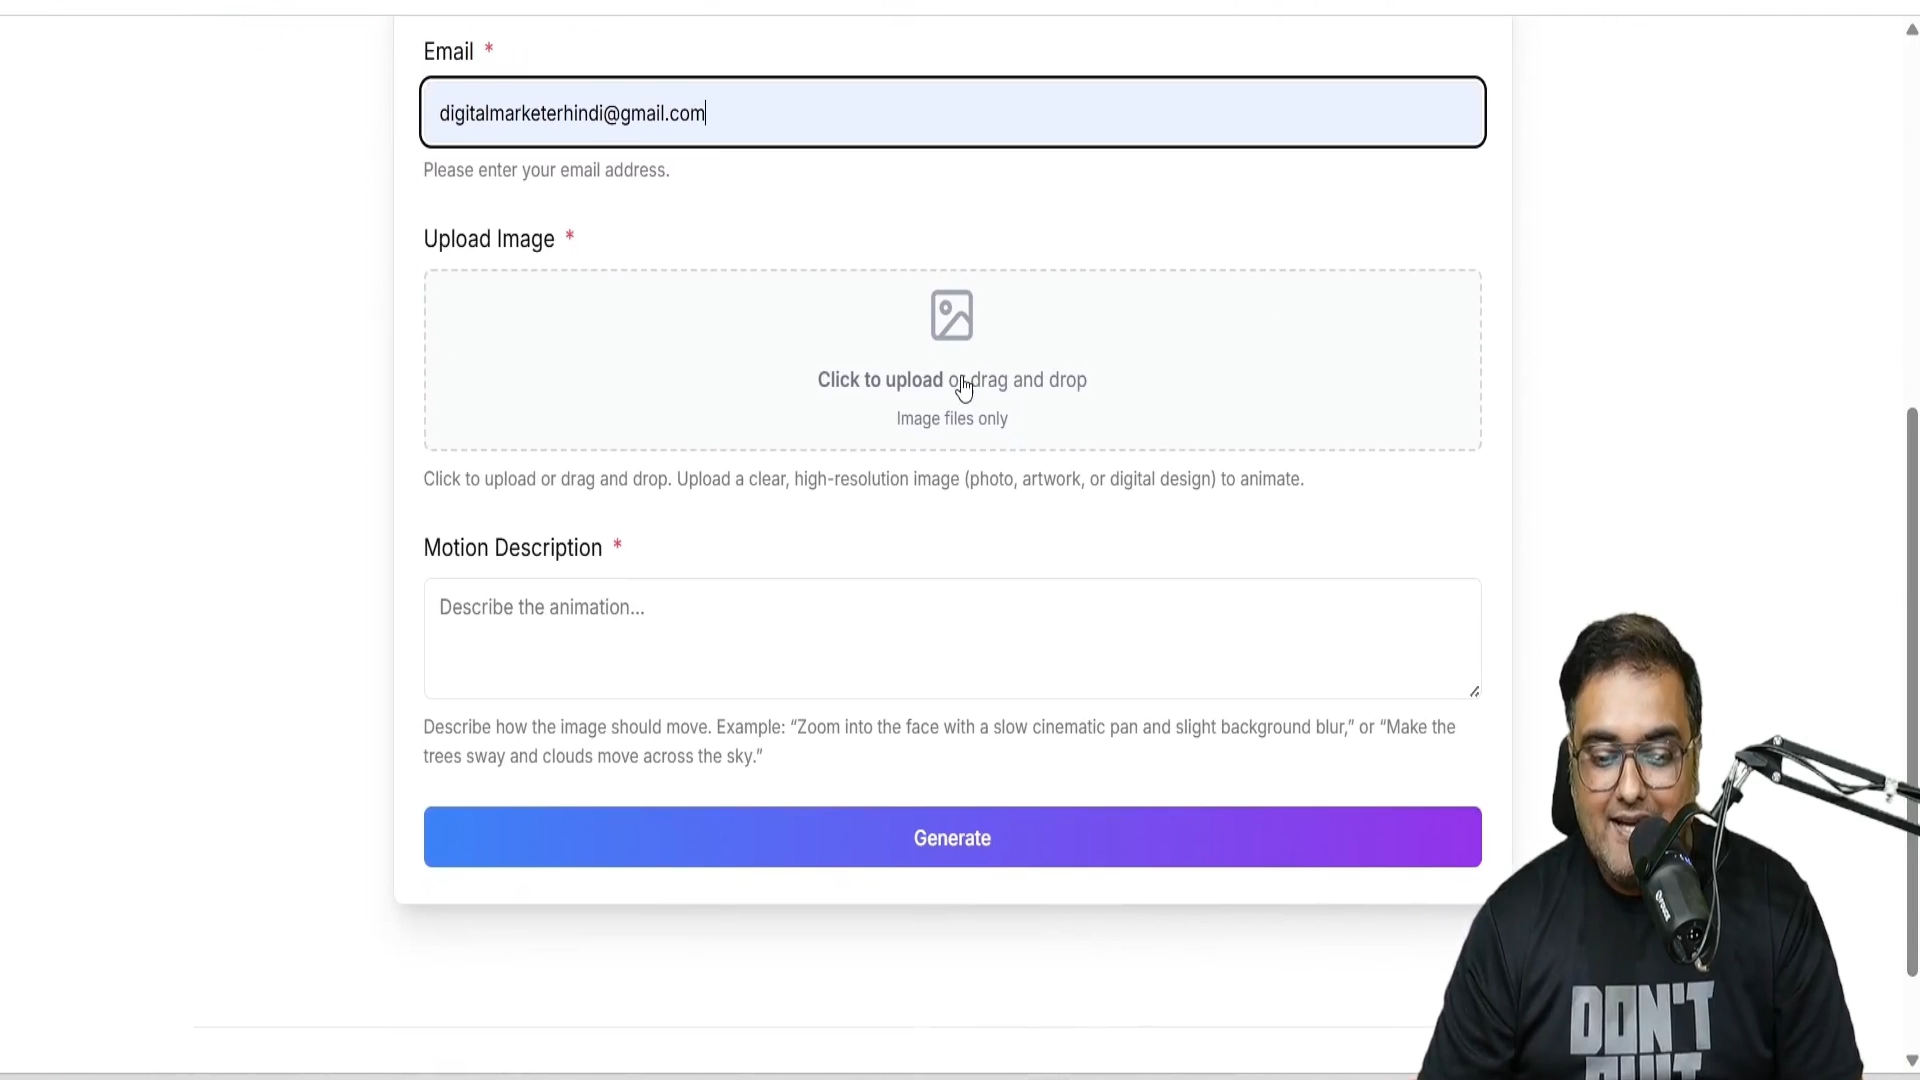 Email *
digitalmarketerhindi@gmail.com
Please enter your email address.
Upload Image *
Click to upload or drag and drop
Image files only
Click to upload or drag and drop. Upload a clear, high-resolution image (photo, artwork, or digital design) to animate.
Motion Description *
Describe the animation...
Describe how the image should move. Example: “Zoom into the face with a slow cinematic pan and slight background blur,” or “Make the
trees sway and clouds move across the sky.”
Generate
DON'T
QUIT